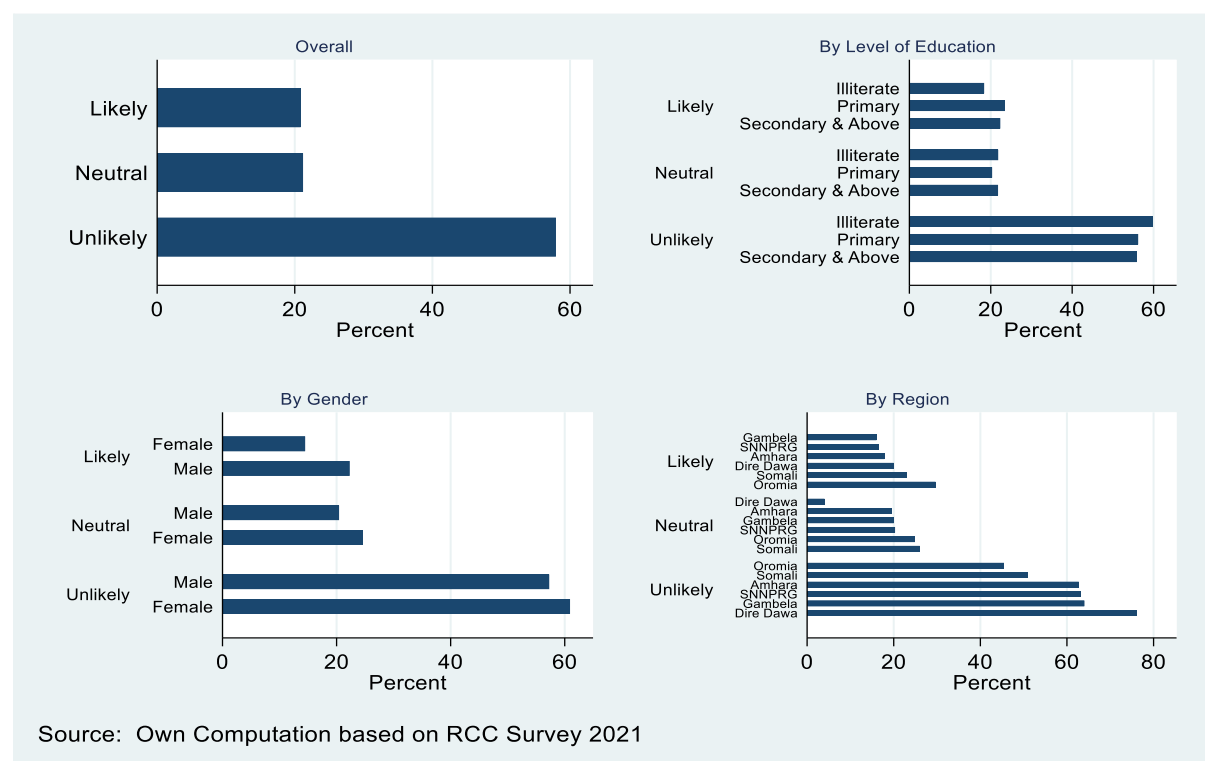 Overall
Likely
Neutral
Unlikely
0 20 40 60
Percent
By Level of Education
Likely
Illiterate
Primary
Secondary & Above
Neutral
Illiterate
Primary
Secondary & Above
Unlikely
Illiterate
Primary
Secondary & Above
0 20 40 60
Percent
By Gender
Likely
Female
Male
Neutral
Male
Female
Unlikely
Male
Female
0 20 40 60
Percent
By Region
Likely
Gambela
SNNPRG
Amhara
Dire Dawa
Somali
Oromia
Neutral
Dire Dawa
Amhara
Gambela
SNNPRG
Oromia
Somali
Unlikely
Oromia
Somali
Amhara
SNNPRG
Gambela
Dire Dawa
0 20 40 60 80
Percent
Source: Own Computation based on RCC Survey 2021